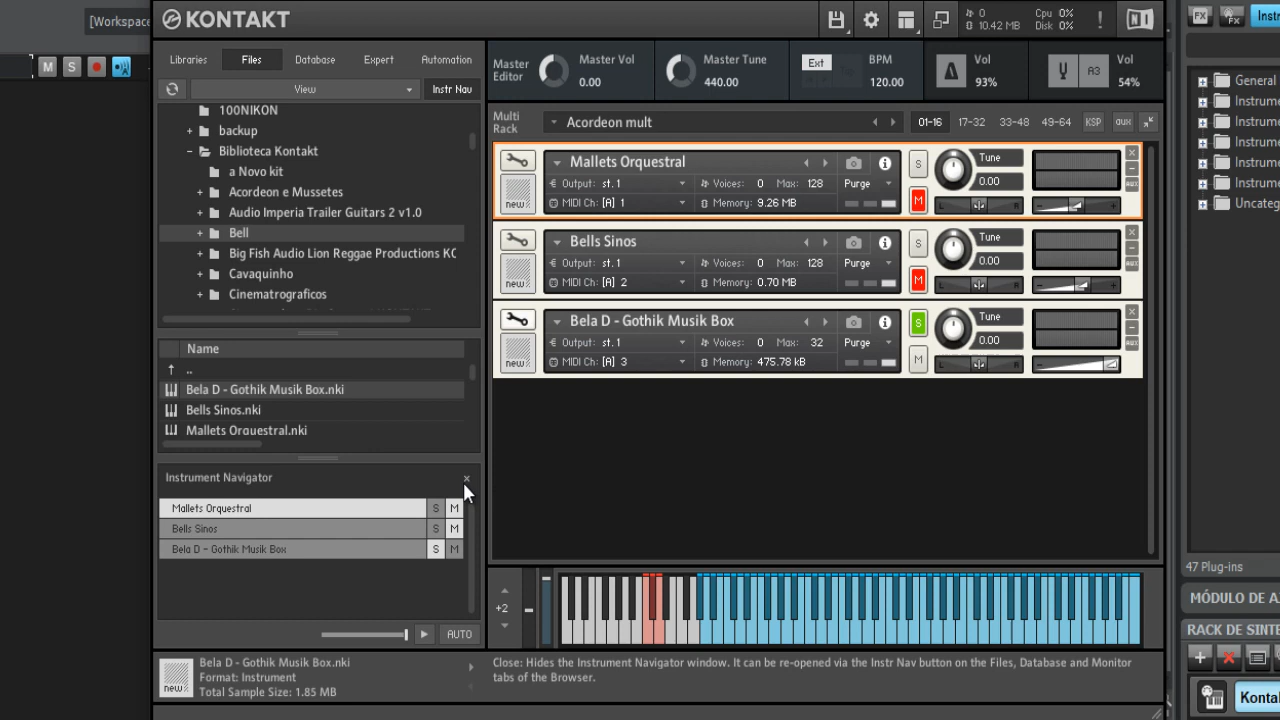 [Workspace
KONTAKT
0
10.42 MB
Cpu 0%
Disk 0%
!
FX
Instr
M S
Libraries Files Database Expert Automation
View
Instr Nav
Master Editor
Master Vol
0.00
Master Tune
440.00
Ext
BPM
120.00
Vol
93%
A3
Vol
54%
Multi Rack
Acordeon mult
01-16 17-32 33-48 49-64 KSP aux
100NIKON
+ backup
- Biblioteca Kontakt
a Novo kit
+ Acordeon e Mussetes
+ Audio Imperia Trailer Guitars 2 v1.0
+ Bell
+ Big Fish Audio Lion Reggae Productions KC
+ Cavaquinho
+ Cinematrograficos
Name
..
Bela D - Gothik Musik Box.nki
Bells Sinos.nki
Mallets Orquestral.nki
Instrument Navigator ×
Mallets Orquestral S M
Bells Sinos S M
Bela D - Gothik Musik Box S M
AUTO
Mallets Orquestral
Output: st.1 Voices: 0 Max: 128 Purge
MIDI Ch: [A] 1 Memory: 9.26 MB
new
S
M
Tune
0.00
L R
- +
aux
Bells Sinos
Output: st.1 Voices: 0 Max: 128 Purge
MIDI Ch: [A] 2 Memory: 0.70 MB
new
S
M
Tune
0.00
aux
Bela D - Gothik Musik Box
Output: st.1 Voices: 0 Max: 32 Purge
MIDI Ch: [A] 3 Memory: 475.78 kB
new
S
M
Tune
0.00
aux
+2
Bela D - Gothik Musik Box.nki
Format: Instrument
Total Sample Size: 1.85 MB
new
Close: Hides the Instrument Navigator window. It can be re-opened via the Instr Nav button on the Files, Database and Monitor
tabs of the Browser.
General
Instrume
Instrume
Instrume
Instrume
Instrume
Uncateg
47 Plug-ins
MÓDULO DE A
RACK DE SINTE
Konta